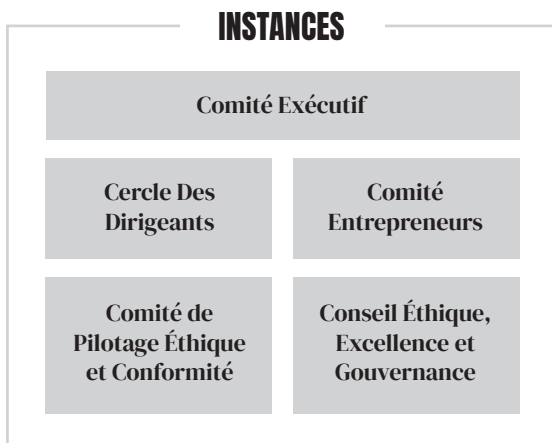 INSTANCES
Comité Exécutif
Cercle Des
Dirigeants
Comité
Entrepreneurs
Comité de
Pilotage Éthique
et Conformité
Conseil Éthique,
Excellence et
Gouvernance